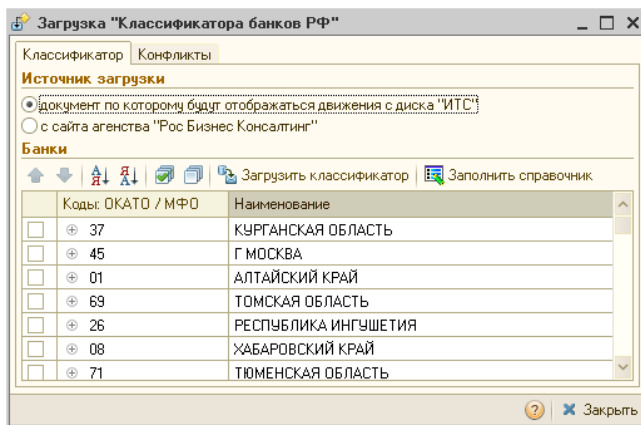 Загрузка "Классификатора банков РФ"
Классификатор Конфликты
Источник загрузки
документ по которому будут отображаться движения с диска "ИТС"
с сайта агенства "Рос Бизнес Консалтинг"
Банки
Загрузить классификатор Заполнить справочник
Коды: ОКАТО / МФО Наименование
37 КУРГАНСКАЯ ОБЛАСТЬ
45 Г МОСКВА
01 АЛТАЙСКИЙ КРАЙ
69 ТОМСКАЯ ОБЛАСТЬ
26 РЕСПУБЛИКА ИНГУШЕТИЯ
08 ХАБАРОВСКИЙ КРАЙ
71 ТЮМЕНСКАЯ ОБЛАСТЬ
Закрыть